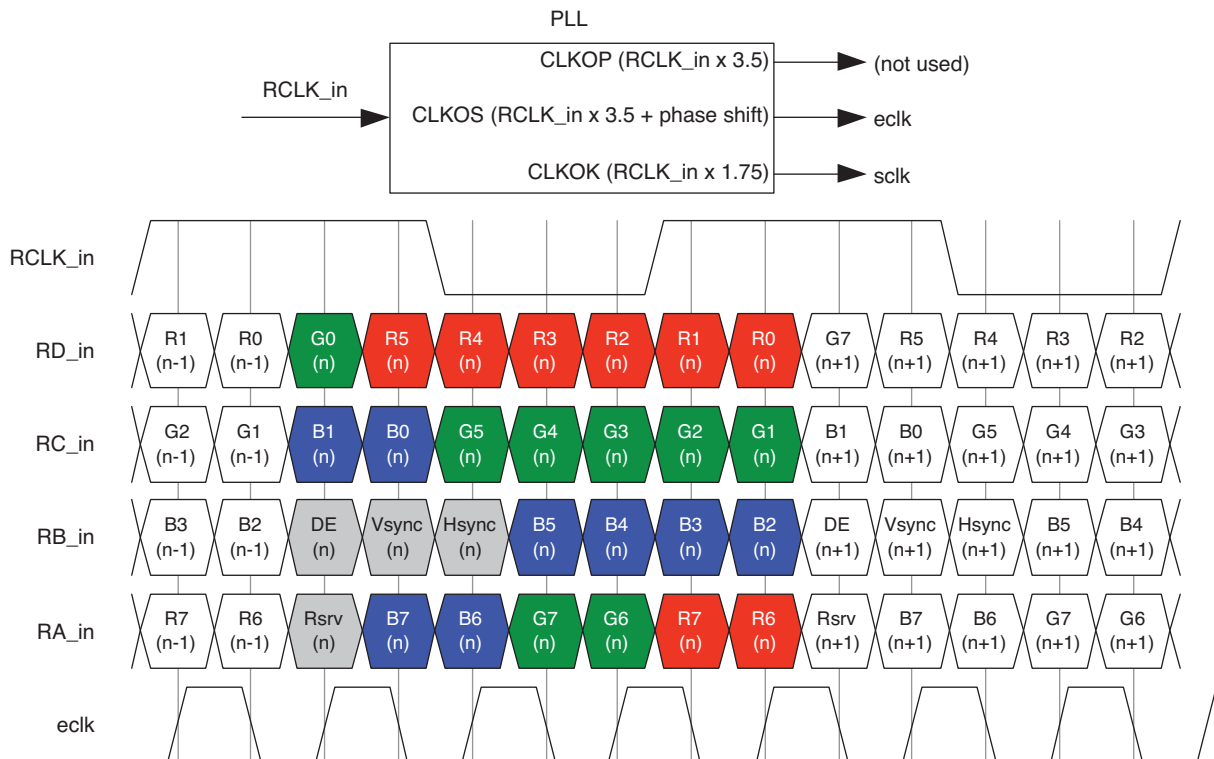 PLL
CLKOP (RCLK_in x 3.5)
(not used)
RCLK_in
CLKOS (RCLK_in x 3.5 + phase shift)
eclk
CLKOK (RCLK_in x 1.75)
sclk
RCLK_in
RD_in
R1 R0 G0 R5 R4 R3 R2 R1 R0 G7 R5 R4 R3 R2
(n-1) (n-1) (n) (n) (n) (n) (n) (n) (n) (n+1) (n+1) (n+1) (n+1) (n+1)
RC_in
G2 G1 B1 B0 G5 G4 G3 G2 G1 B1 B0 G5 G4 G3
(n-1) (n-1) (n) (n) (n) (n) (n) (n) (n) (n+1) (n+1) (n+1) (n+1) (n+1)
RB_in
B3 B2 DE Vsync Hsync B5 B4 B3 B2 DE Vsync Hsync B5 B4
(n-1) (n-1) (n) (n) (n) (n) (n) (n) (n) (n+1) (n+1) (n+1) (n+1) (n+1)
RA_in
R7 R6 Rsrv B7 B6 G7 G6 R7 R6 Rsrv B7 B6 G7 G6
(n-1) (n-1) (n) (n) (n) (n) (n) (n) (n) (n+1) (n+1) (n+1) (n+1) (n+1)
eclk